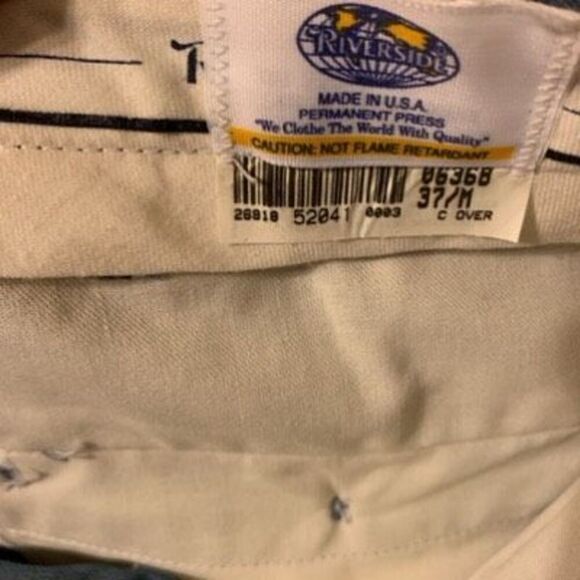 RIVERSIDE
MADE IN U.S.A.
PERMANENT PRESS
"We Clothe The World With Quality"
CAUTION: NOT FLAME RETARDANT
06368
37/M
26818 52041 0003 C OVER